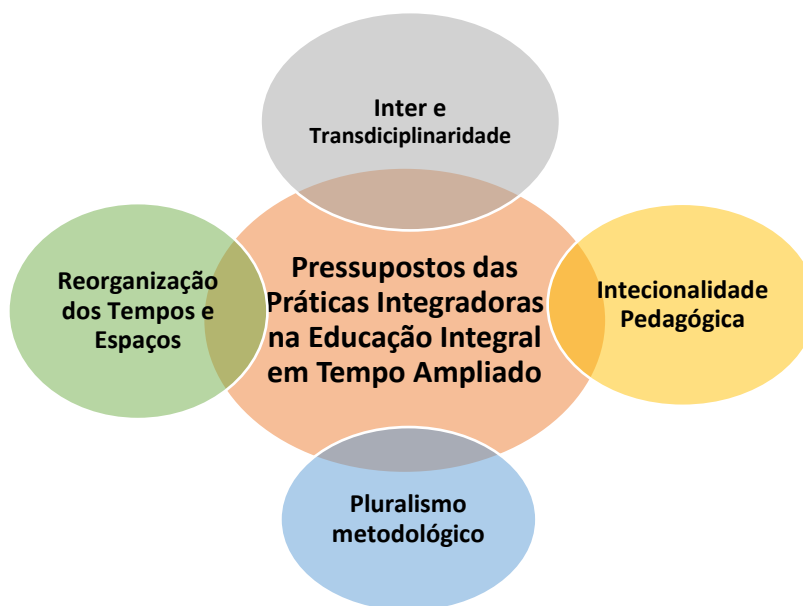 Inter e
Transdiciplinaridade
Reorganização
dos Tempos e
Espaços
Pressupostos das
Práticas Integradoras
na Educação Integral
em Tempo Ampliado
Intecionalidade
Pedagógica
Pluralismo
metodológico